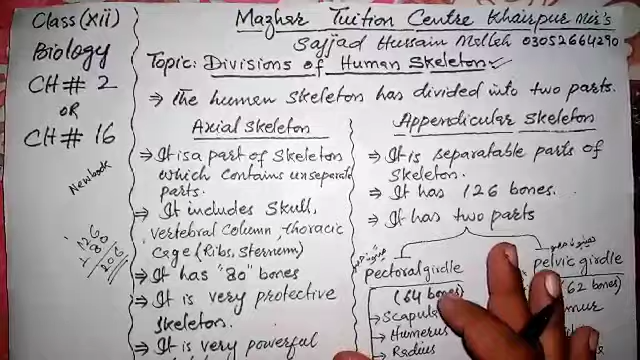 Class (xii)
Biology
CH # 2
OR
CH # 16
New book
126
+ 80
206
Mazhar Tuition Centre Khairpur Mir's
Sajjad Hussain Melleh 03052664290
Topic: Divisions of Human Skeleton
⇒ The human skeleton has divided into two parts.
Axial Skeleton
⇒ It is a part of skeleton
which contains unseparate
parts.
⇒ It includes Skull,
vertebral column, thoracic
cage (Ribs, Sternum)
⇒ It has "80" bones
⇒ It is very protective
skeleton.
⇒ It is very powerful
Appendicular Skeleton
⇒ It is separatable parts of
skeleton.
⇒ It has 126 bones.
⇒ It has two parts
pectoral girdle
(64 bones)
→ Scapula
→ Humerus
→ Radius
pelvic girdle
(62 bones)